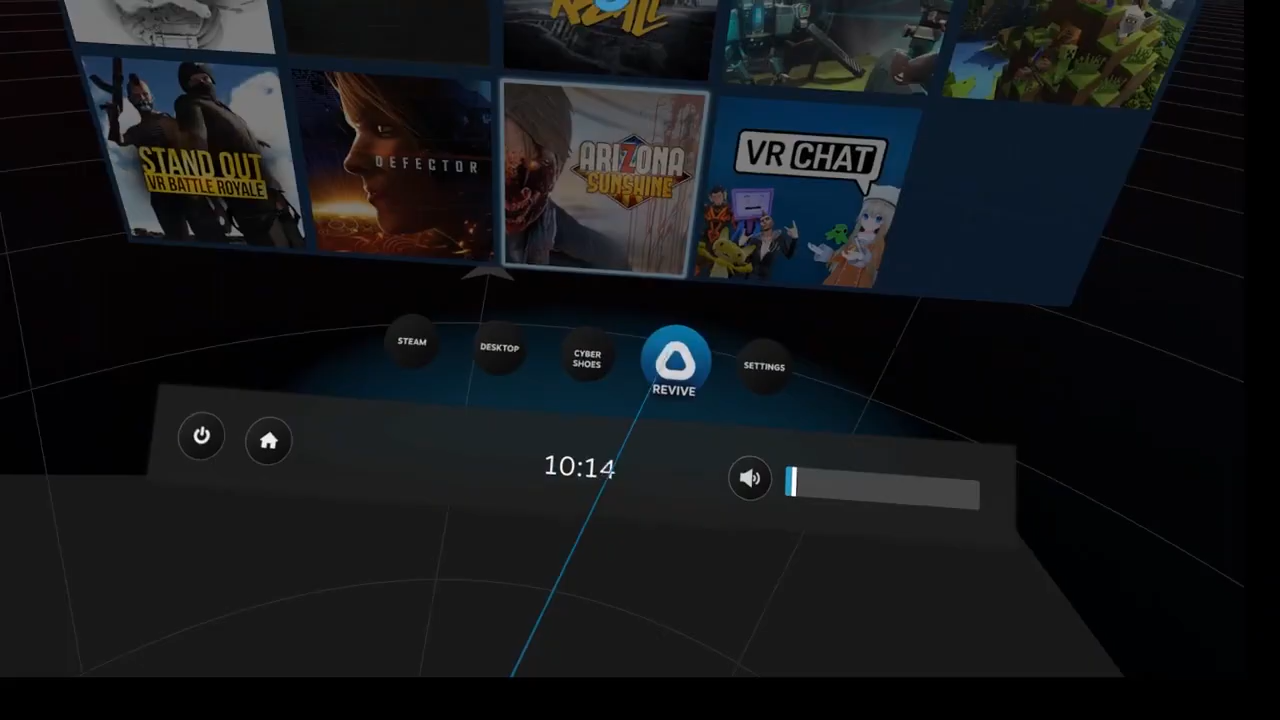 STAND OUT
VR BATTLE ROYALE
DEFECTOR
ARIZONA
SUNSHINE
VR CHAT
STEAM
DESKTOP
CYBER
SHOES
REVIVE
SETTINGS
10:14